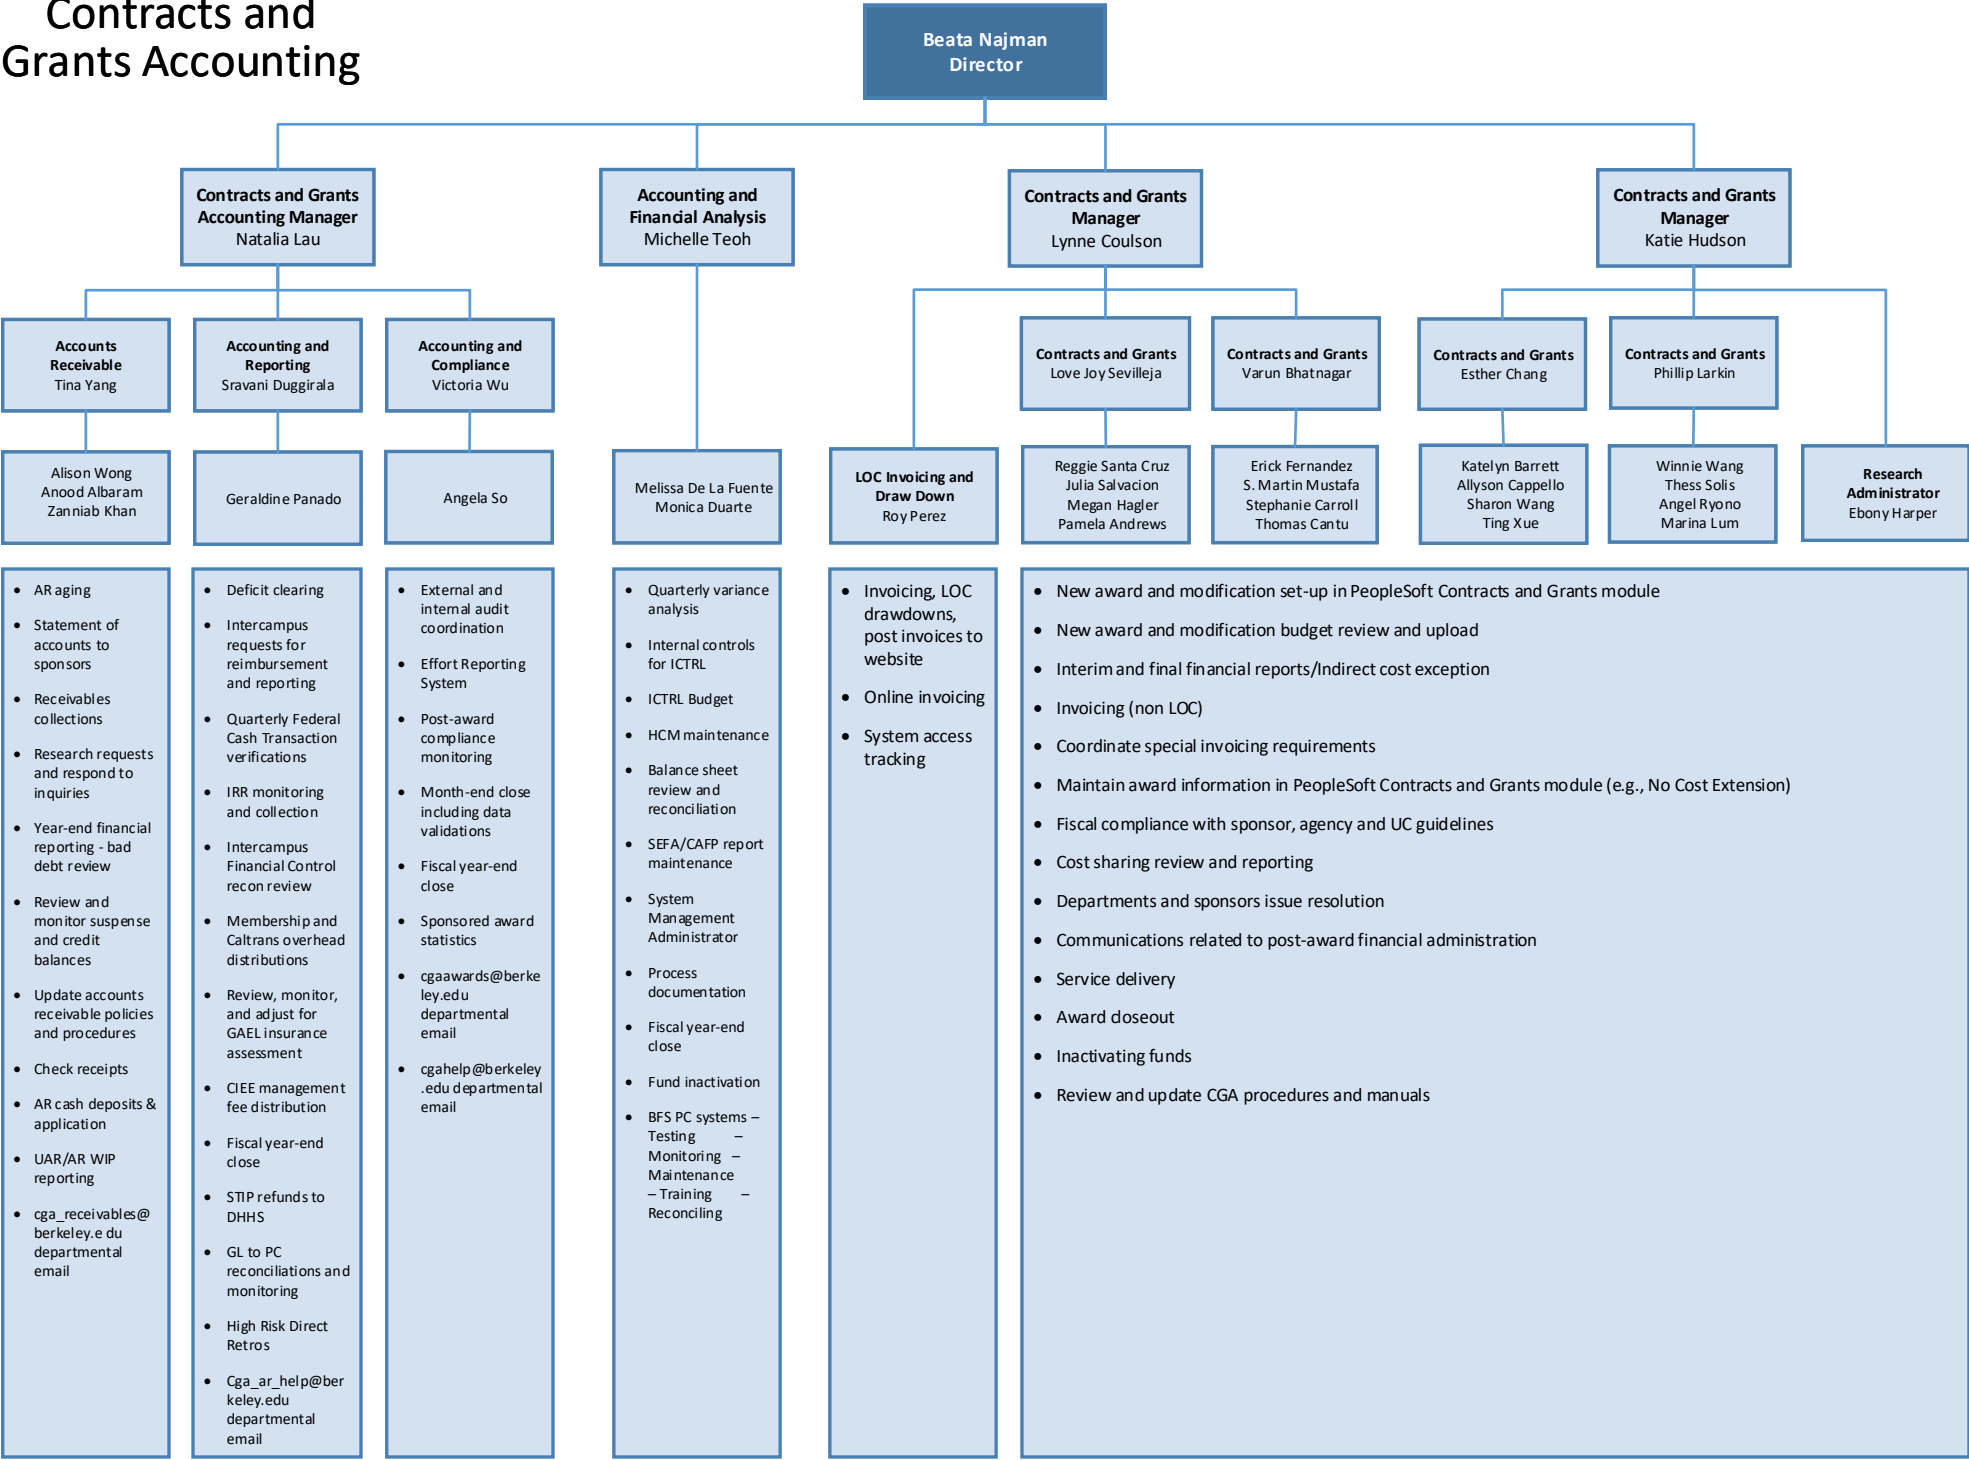 Contracts and
Grants Accounting
Beata Najman
Director
Contracts and Grants
Accounting Manager
Natalia Lau
Accounting and
Financial Analysis
Michelle Teoh
Contracts and Grants
Manager
Lynne Coulson
Contracts and Grants
Manager
Katie Hudson
Accounts
Receivable
Tina Yang
Accounting and
Reporting
Sravani Duggirala
Accounting and
Compliance
Victoria Wu
Contracts and Grants
Love Joy Sevilleja
Contracts and Grants
Varun Bhatnagar
Contracts and Grants
Esther Chang
Contracts and Grants
Phillip Larkin
Alison Wong
Anood Albaram
Zanniab Khan
Geraldine Panado
Angela So
Melissa De La Fuente
Monica Duarte
LOC Invoicing and
Draw Down
Roy Perez
Reggie Santa Cruz
Julia Salvacion
Megan Hagler
Pamela Andrews
Erick Fernandez
S. Martin Mustafa
Stephanie Carroll
Thomas Cantu
Katelyn Barrett
Allyson Cappello
Sharon Wang
Ting Xue
Winnie Wang
Thess Solis
Angel Ryono
Marina Lum
Research
Administrator
Ebony Harper
• AR aging
• Statement of
accounts to
sponsors
• Receivables
collections
• Research requests
and respond to
inquiries
• Year-end financial
reporting - bad
debt review
• Review and
monitor suspense
and credit
balances
• Update accounts
receivable policies
and procedures
• Check receipts
• AR cash deposits &
application
• UAR/AR WIP
reporting
• cga_receivables@
berkeley.e du
departmental
email
• Deficit clearing
• Intercampus
requests for
reimbursement
and reporting
• Quarterly Federal
Cash Transaction
verifications
• IRR monitoring
and collection
• Intercampus
Financial Control
recon review
• Membership and
Caltrans overhead
distributions
• Review, monitor,
and adjust for
GAEL insurance
assessment
• CIEE management
fee distribution
• Fiscal year-end
close
• STIP refunds to
DHHS
• GL to PC
reconciliations and
monitoring
• High Risk Direct
Retros
• Cga_ar_help@ber
keley.edu
departmental
email
• External and
internal audit
coordination
• Effort Reporting
System
• Post-award
compliance
monitoring
• Month-end close
including data
validations
• Fiscal year-end
close
• Sponsored award
statistics
• cgaawards@berke
ley.edu
departmental
email
• cgahelp@berkeley
.edu departmental
email
• Quarterly variance
analysis
• Internal controls
for ICTRL
• ICTRL Budget
• HCM maintenance
• Balance sheet
review and
reconciliation
• SEFA/CAFP report
maintenance
• System
Management
Administrator
• Process
documentation
• Fiscal year-end
close
• Fund inactivation
• BFS PC systems –
Testing –
Monitoring –
Maintenance
– Training –
Reconciling
• Invoicing, LOC
drawdowns,
post invoices to
website
• Online invoicing
• System access
tracking
• New award and modification set-up in PeopleSoft Contracts and Grants module
• New award and modification budget review and upload
• Interim and final financial reports/Indirect cost exception
• Invoicing (non LOC)
• Coordinate special invoicing requirements
• Maintain award information in PeopleSoft Contracts and Grants module (e.g., No Cost Extension)
• Fiscal compliance with sponsor, agency and UC guidelines
• Cost sharing review and reporting
• Departments and sponsors issue resolution
• Communications related to post-award financial administration
• Service delivery
• Award closeout
• Inactivating funds
• Review and update CGA procedures and manuals